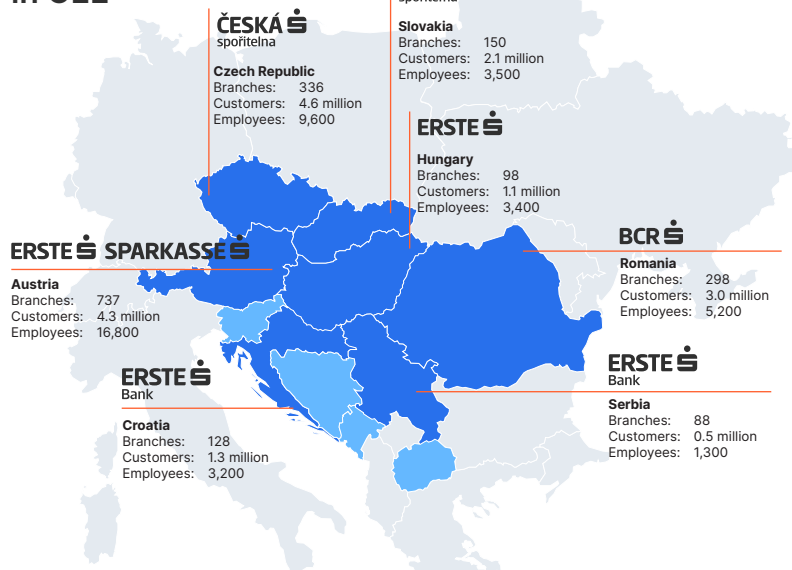 ČESKÁ
spořitelna
Czech Republic
Branches: 336
Customers: 4.6 million
Employees: 9,600
Slovakia
Branches: 150
Customers: 2.1 million
Employees: 3,500
ERSTE
Hungary
Branches: 98
Customers: 1.1 million
Employees: 3,400
ERSTE SPARKASSE
Austria
Branches: 737
Customers: 4.3 million
Employees: 16,800
BCR
Romania
Branches: 298
Customers: 3.0 million
Employees: 5,200
ERSTE
Bank
Croatia
Branches: 128
Customers: 1.3 million
Employees: 3,200
ERSTE
Bank
Serbia
Branches: 88
Customers: 0.5 million
Employees: 1,300